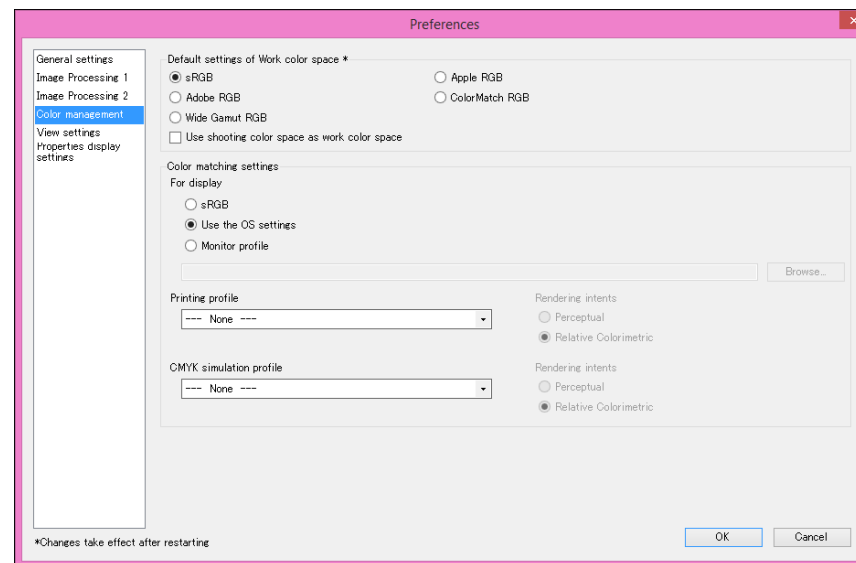 Preferences
General settings
Image Processing 1
Image Processing 2
Color management
View settings
Properties display
settings
Default settings of Work color space *
sRGB
Apple RGB
Adobe RGB
ColorMatch RGB
Wide Gamut RGB
Use shooting color space as work color space
Color matching settings
For display
sRGB
Use the OS settings
Monitor profile
Browse...
Printing profile
--- None ---
Rendering intents
Perceptual
Relative Colorimetric
CMYK simulation profile
--- None ---
Rendering intents
Perceptual
Relative Colorimetric
*Changes take effect after restarting
OK
Cancel